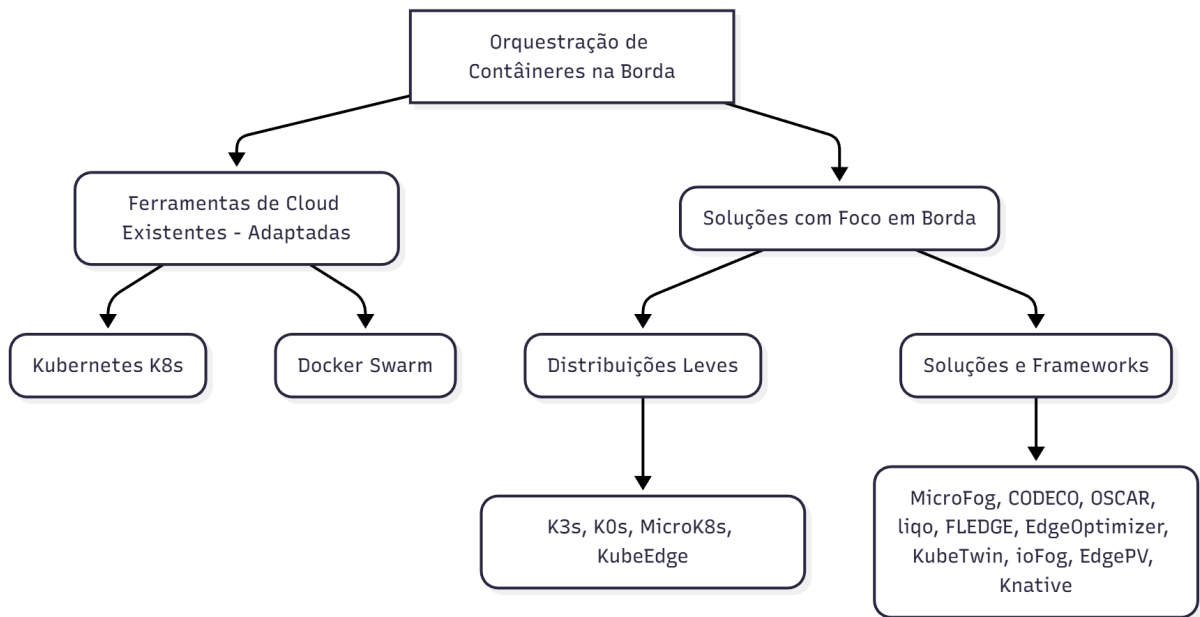 Orquestração de
Contâineres na Borda
Ferramentas de Cloud
Existentes - Adaptadas
Soluções com Foco em Borda
Kubernetes K8s
Docker Swarm
Distribuições Leves
Soluções e Frameworks
K3s, K0s, MicroK8s,
KubeEdge
MicroFog, CODECO, OSCAR,
liqo, FLEDGE, EdgeOptimizer,
KubeTwin, ioFog, EdgePV,
Knative